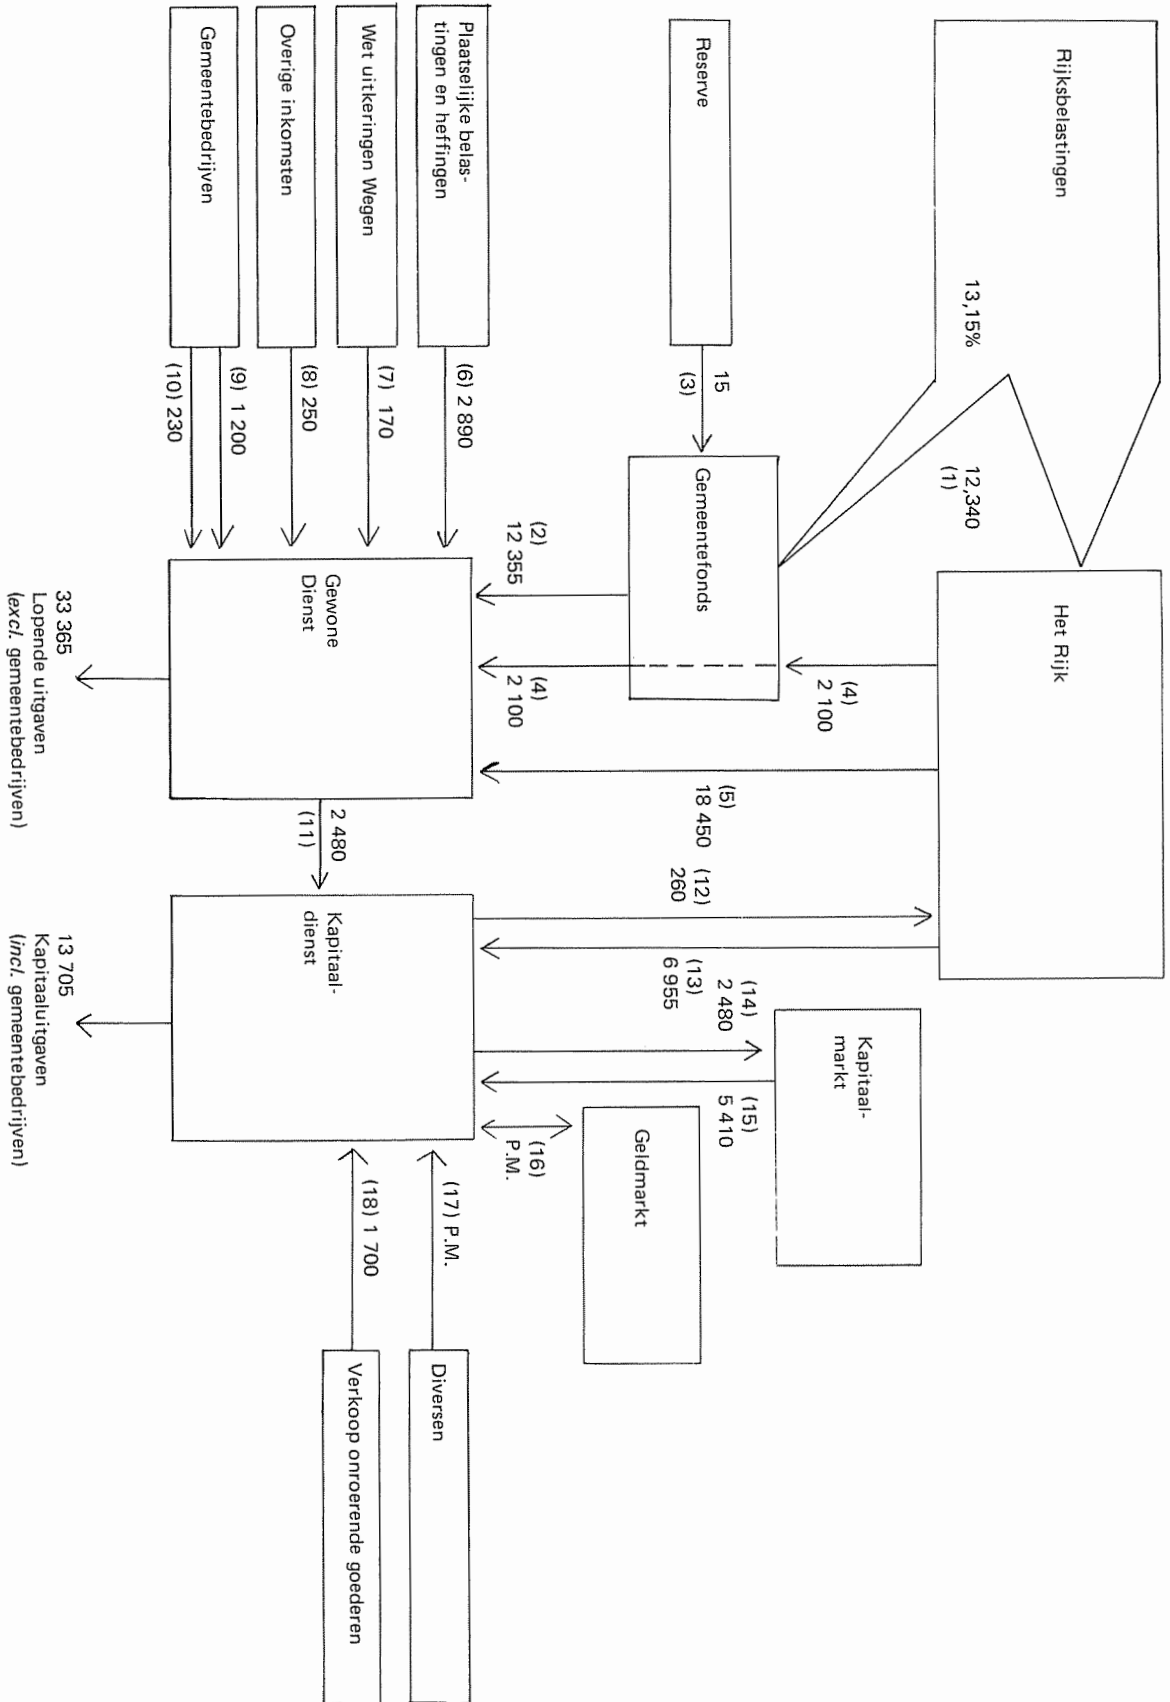 Rijksbelastingen
13,15%
12,340
(1)
Het Rijk
Reserve
15
(3)
Gemeentefonds
(4)
2 100
(2)
12 355
(4)
2 100
(5)
18 450
(12)
260
(13)
6 955
(14)
2 480
(15)
5 410
Kapitaal-
markt
(16)
P.M.
Geldmarkt
Plaatselijke belas-
tingen en heffingen
(6) 2 890
Wet uitkeringen Wegen
(7) 170
Overige inkomsten
(8) 250
Gemeentebedrijven
(9) 1 200
(10) 230
Gewone
Dienst
2 480
(11)
Kapitaal-
dienst
(17) P.M.
Diversen
(18) 1 700
Verkoop onroerende goederen
33 365
Lopende uitgaven
(excl. gemeentebedrijven)
13 705
Kapitaaluitgaven
(incl. gemeentebedrijven)